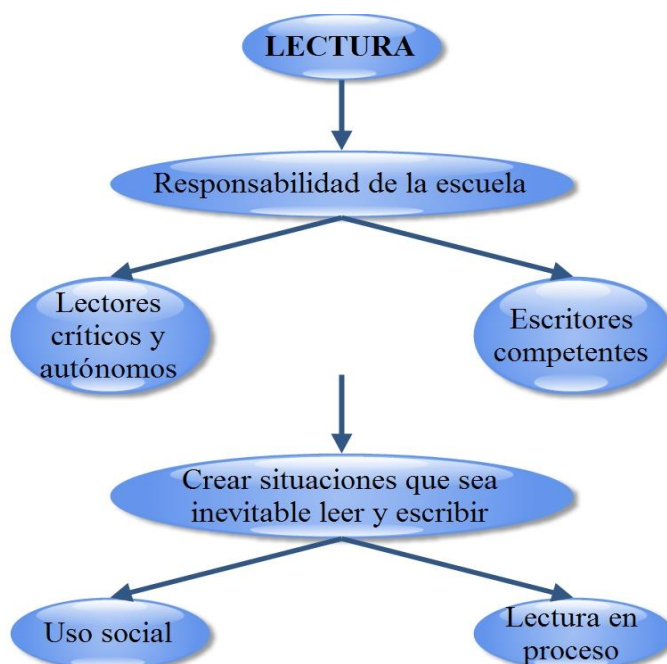 LECTURA
Responsabilidad de la escuela
Lectores
críticos y
autónomos
Escritores
competentes
Crear situaciones que sea
inevitable leer y escribir
Uso social
Lectura en
proceso